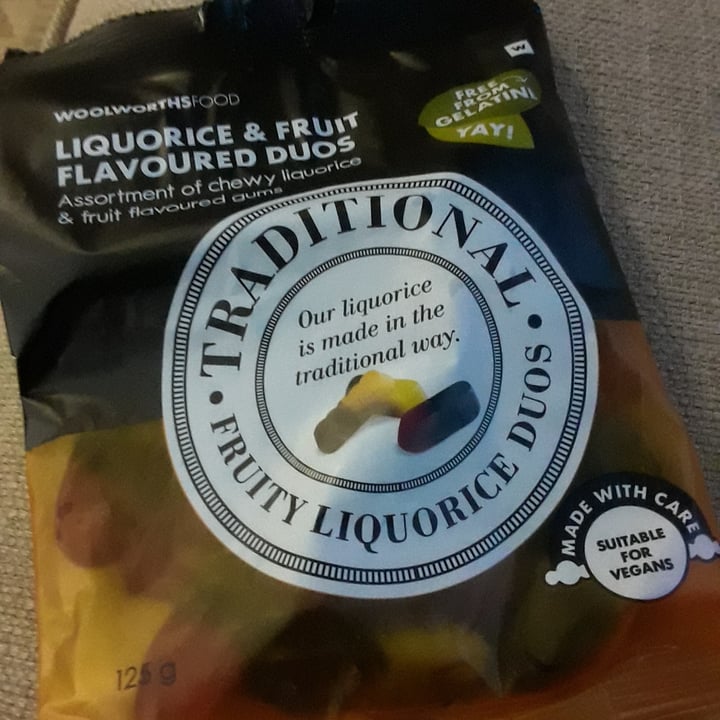 W
WOOLWORTHSFOOD
LIQUORICE & FRUIT
FLAVOURED DUOS
Assortment of chewy liquorice
& fruit flavoured gums
FREE
FROM
GELATIN!
YAY!
• TRADITIONAL •
Our liquorice
is made in the
traditional way.
FRUITY LIQUORICE DUOS
MADE WITH CARE
SUITABLE
FOR
VEGANS
125 g